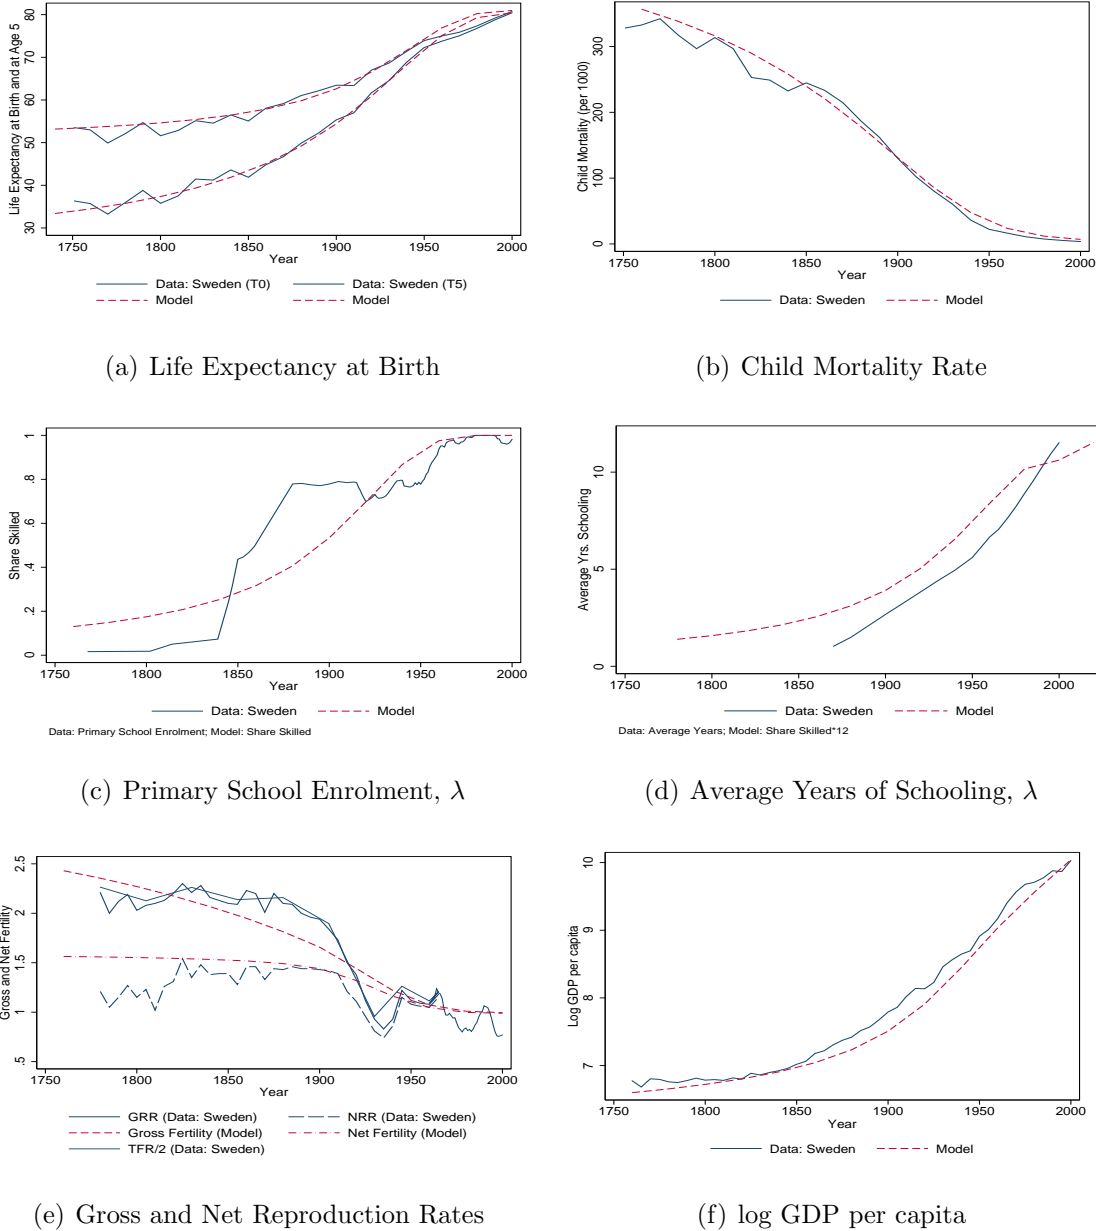 Life Expectancy at Birth and at Age 5
30 40 50 60 70 80
1750 1800 1850 1900 1950 2000
Year
Data: Sweden (T0) Data: Sweden (T5)
Model Model
(a) Life Expectancy at Birth
Child Mortality (per 1000)
0 100 200 300
1750 1800 1850 1900 1950 2000
Year
Data: Sweden Model
(b) Child Mortality Rate
Share Skilled
0 .2 .4 .6 .8 1
1750 1800 1850 1900 1950 2000
Year
Data: Sweden Model
Data: Primary School Enrolment; Model: Share Skilled
(c) Primary School Enrolment, λ
Average Yrs. Schooling
0 5 10
1750 1800 1850 1900 1950 2000
Year
Data: Sweden Model
Data: Average Years; Model: Share Skilled*12
(d) Average Years of Schooling, λ
Gross and Net Fertility
.5 1 1.5 2 2.5
1750 1800 1850 1900 1950 2000
Year
GRR (Data: Sweden) NRR (Data: Sweden)
Gross Fertility (Model) Net Fertility (Model)
TFR/2 (Data: Sweden)
(e) Gross and Net Reproduction Rates
Log GDP per capita
7 8 9 10
1750 1800 1850 1900 1950 2000
Year
Data: Sweden Model
(f) log GDP per capita